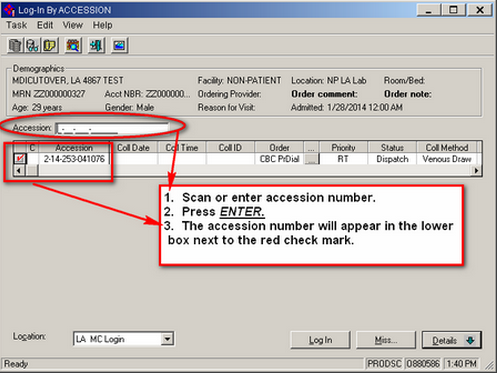 Log-In By ACCESSION
Task Edit View Help
Demographics
MDICUTOVER, LA 4867 TEST Facility: NON-PATIENT Location: NP LA Lab Room/Bed:
MRN ZZ000000327 Acct NBR: ZZ000000... Ordering Provider: Order comment: Order note:
Age: 29 years Gender: Male Reason for Visit: Admitted: 1/28/2014 12:00 AM
Accession: _-_-_-_
C Accession Coll Date Coll Time Coll ID Order ... Priority Status Coll Method
2-14-253-041076 CBC PrDial ... RT Dispatch Venous Draw
1. Scan or enter accession number.
2. Press ENTER.
3. The accession number will appear in the lower
box next to the red check mark.
Location: LA MC Login Log In Miss... Details
Ready PRODSC 0880586 1:40 PM